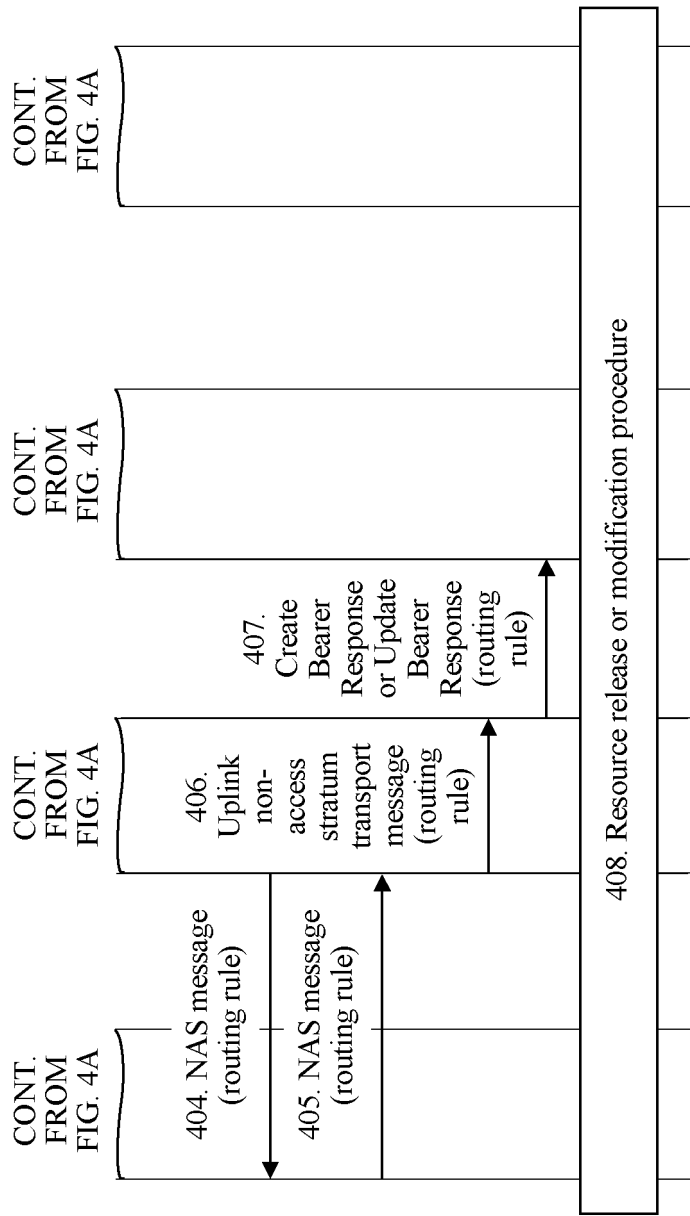 CONT.
FROM
FIG. 4A
CONT.
FROM
FIG. 4A
CONT.
FROM
FIG. 4A
CONT.
FROM
FIG. 4A
404. NAS message
(routing rule)
405. NAS message
(routing rule)
406.
Uplink
non-
access
stratum
transport
message
(routing
rule)
407.
Create
Bearer
Response
or Update
Bearer
Response
(routing
rule)
408. Resource release or modification procedure